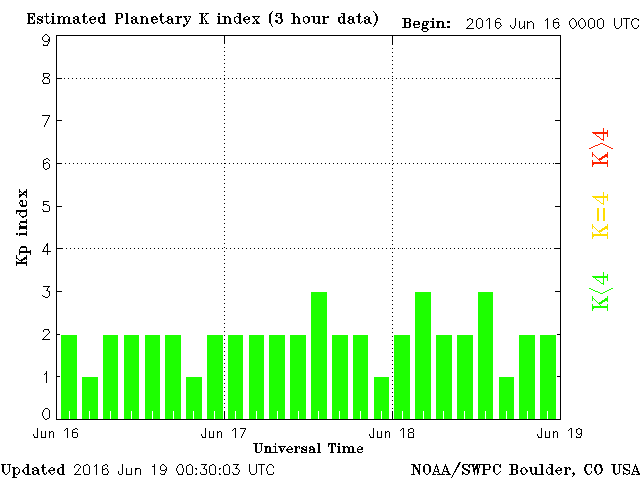 Estimated Planetary K index (3 hour data)
Begin: 2016 Jun 16 0000 UTC
9
8
7
6
5
4
3
2
1
0
Kp index
K>4
K=4
K<4
Jun 16
Jun 17
Jun 18
Jun 19
Universal Time
Updated 2016 Jun 19 00:30:03 UTC
NOAA/SWPC Boulder, CO USA